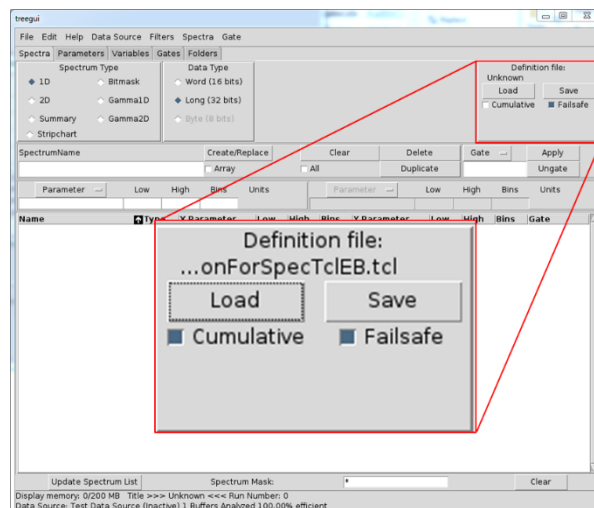 treegui
File Edit Help Data Source Filters Spectra Gate
Spectra Parameters Variables Gates Folders
Spectrum Type
1D Bitmask
2D Gamma1D
Summary Gamma2D
Stripchart
Data Type
Word (16 bits)
Long (32 bits)
Byte (8 bits)
Definition file:
Unknown
Load Save
Cumulative Failsafe
SpectrumName Create/Replace Clear Delete Gate Apply
Array All Duplicate Ungate
Parameter Low High Bins Units Parameter Low High Bins Units
Name Type X Parameter Low High Bins Y Parameter Low High Bins Gate
Definition file:
...onForSpecTclEB.tcl
Load Save
Cumulative Failsafe
Update Spectrum List Spectrum Mask: * Clear
Display memory: 0/200 MB Title >>> Unknown <<< Run Number: 0
Data Source: Test Data Source (Inactive) 1 Buffers Analyzed 100.00% efficient